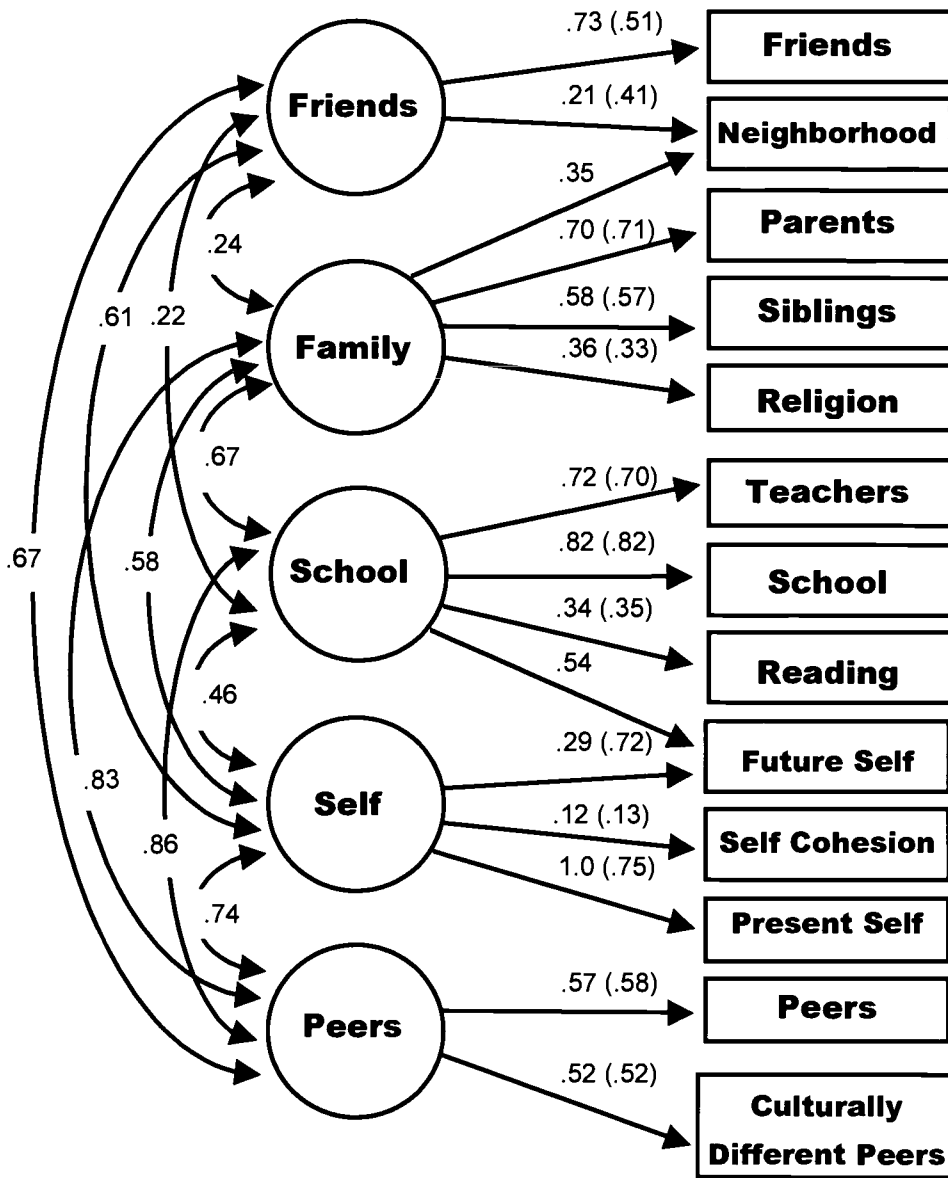 .73 (.51)
Friends
Friends
.21 (.41)
Neighborhood
.35
.70 (.71)
Parents
.24
.58 (.57)
Siblings
.61
.22
Family
.36 (.33)
Religion
.67
.72 (.70)
Teachers
.67
.58
School
.82 (.82)
School
.34 (.35)
Reading
.54
.46
.29 (.72)
Future Self
.83
Self
.12 (.13)
Self Cohesion
.86
1.0 (.75)
Present Self
.74
.57 (.58)
Peers
Peers
.52 (.52)
Culturally
Different Peers